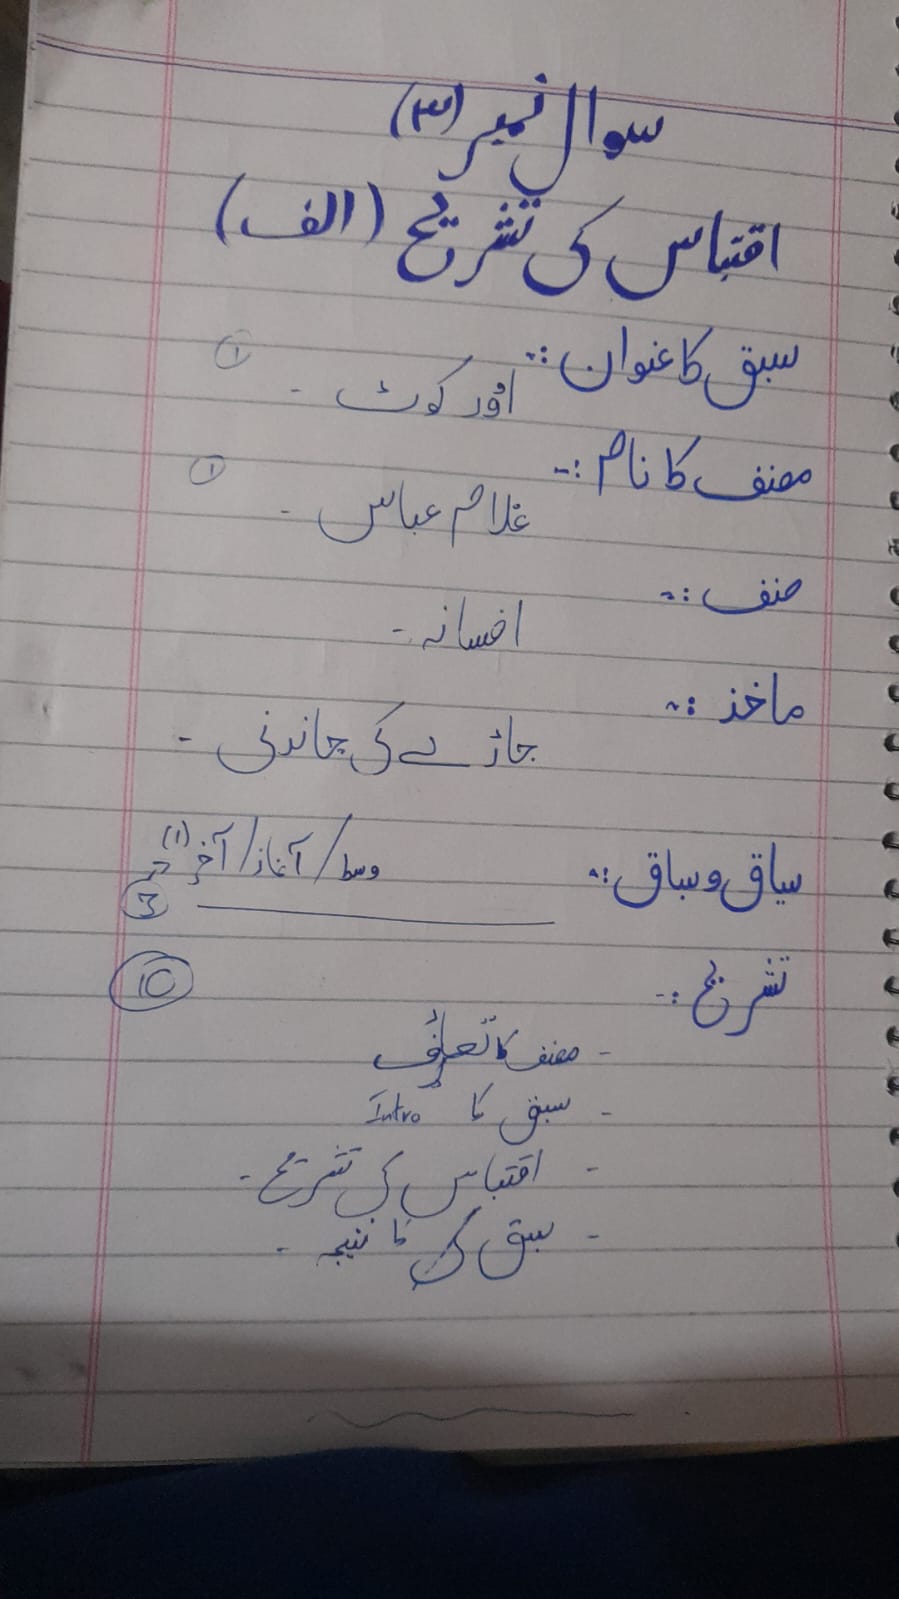 سوال نمبر (۳)
اقتباس کی تشریح (الف)
سبق کا عنوان :-
اوور کوٹ - ①
مصنف کا نام :-
غلام عباس - ①
صنف :-
افسانہ -
ماخذ :-
جاڑے کی چاندنی -
سیاق و سباق :- وسط / آغاز / آخر (1)
3
تشریح :- 10
- مصنف کا تعارف
- سبق کا Intro
- اقتباس کی تشریح -
- سبق کا نتیجہ -